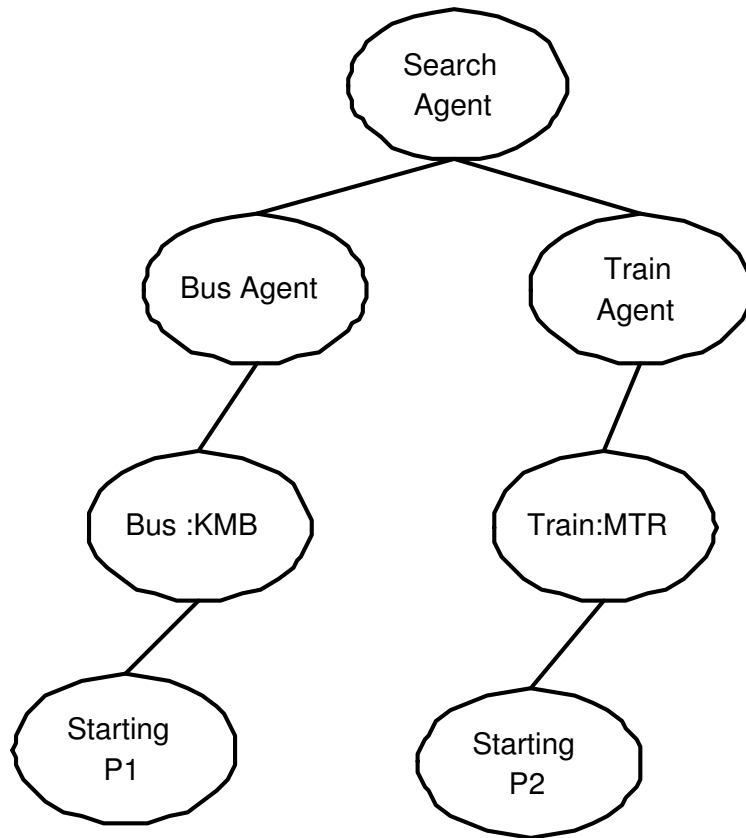 Search
Agent
Bus Agent
Train
Agent
Bus :KMB
Train:MTR
Starting
P1
Starting
P2